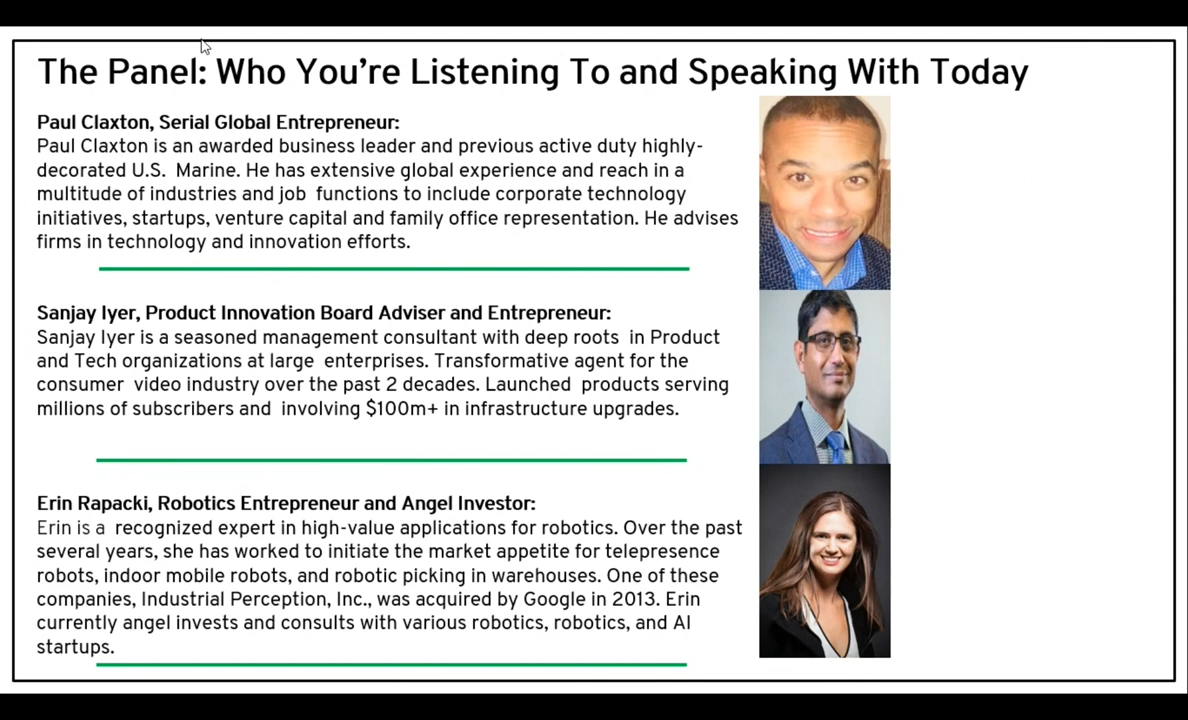 The Panel: Who You're Listening To and Speaking With Today
Paul Claxton, Serial Global Entrepreneur:
Paul Claxton is an awarded business leader and previous active duty highly-
decorated U.S.  Marine. He has extensive global experience and reach in a
multitude of industries and job  functions to include corporate technology
initiatives, startups, venture capital and family office representation. He advises
firms in technology and innovation efforts.
Sanjay Iyer, Product Innovation Board Adviser and Entrepreneur:
Sanjay Iyer is a seasoned management consultant with deep roots  in Product
and Tech organizations at large  enterprises. Transformative agent for the
consumer  video industry over the past 2 decades. Launched  products serving
millions of subscribers and  involving $100m+ in infrastructure upgrades.
Erin Rapacki, Robotics Entrepreneur and Angel Investor:
Erin is a  recognized expert in high-value applications for robotics. Over the past
several years, she has worked to initiate the market appetite for telepresence
robots, indoor mobile robots, and robotic picking in warehouses. One of these
companies, Industrial Perception, Inc., was acquired by Google in 2013. Erin
currently angel invests and consults with various robotics, robotics, and AI
startups.